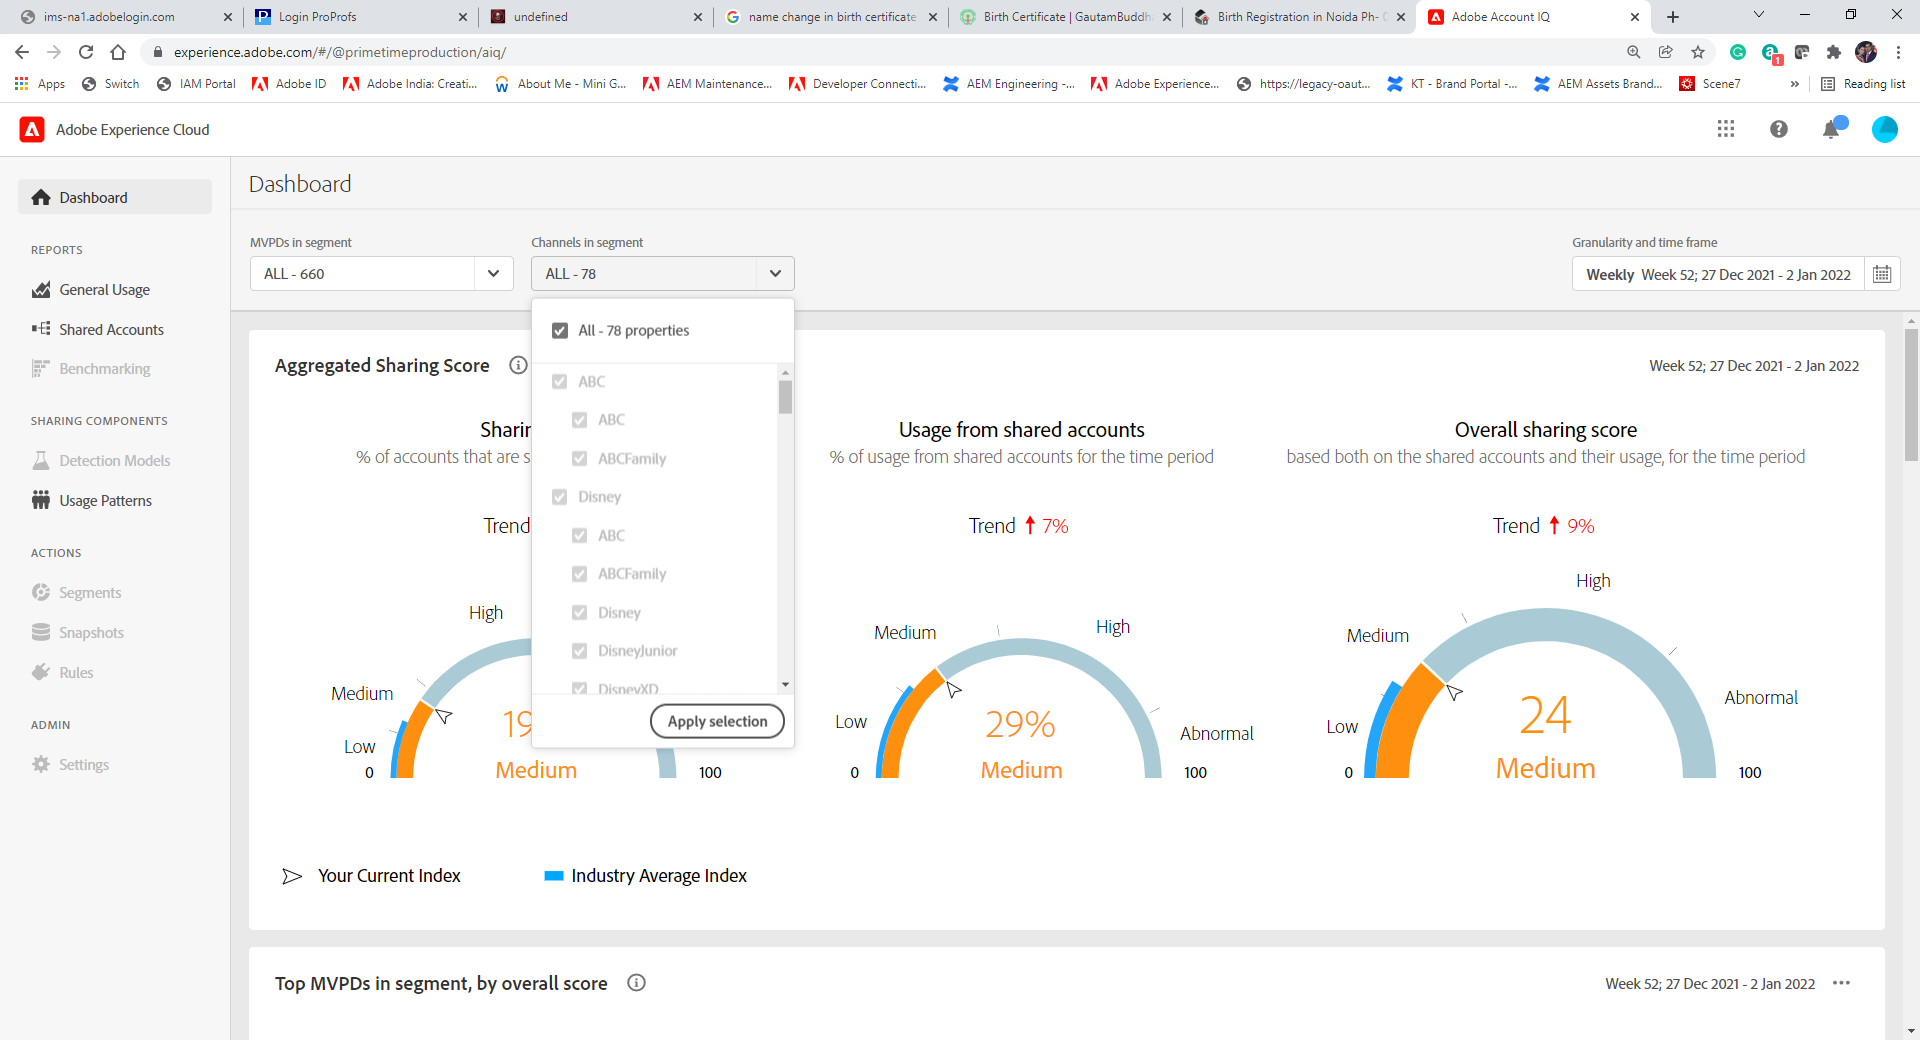 ims-na1.adobelogin.com
Login ProProfs
undefined
name change in birth certificate
Birth Certificate | GautamBuddh
Birth Registration in Noida Ph-
Adobe Account IQ
experience.adobe.com/#/@primetimeproduction/aiq/
1
Apps
Switch
IAM Portal
Adobe ID
Adobe India: Creati...
About Me - Mini G...
AEM Maintenance...
Developer Connecti...
AEM Engineering -...
Adobe Experience...
https://legacy-oaut...
KT - Brand Portal -...
AEM Assets Brand...
Scene7
»
Reading list
Adobe Experience Cloud
Dashboard
REPORTS
General Usage
Shared Accounts
Benchmarking
SHARING COMPONENTS
Detection Models
Usage Patterns
ACTIONS
Segments
Snapshots
Rules
ADMIN
Settings
Dashboard
MVPDs in segment
ALL - 660
Channels in segment
ALL - 78
Granularity and time frame
Weekly Week 52; 27 Dec 2021 - 2 Jan 2022
All - 78 properties
ABC
ABC
ABCFamily
Disney
ABC
ABCFamily
Disney
DisneyJunior
DisneyXD
Apply selection
Aggregated Sharing Score
Week 52; 27 Dec 2021 - 2 Jan 2022
% of accounts that are s
Trend
High
Medium
Low
0
19
Medium
100
Usage from shared accounts
% of usage from shared accounts for the time period
Trend 7%
Medium
High
Low
Abnormal
0
29%
Medium
100
Overall sharing score
based both on the shared accounts and their usage, for the time period
Trend 9%
High
Medium
Low
Abnormal
0
24
Medium
100
Your Current Index
Industry Average Index
Top MVPDs in segment, by overall score
Week 52; 27 Dec 2021 - 2 Jan 2022